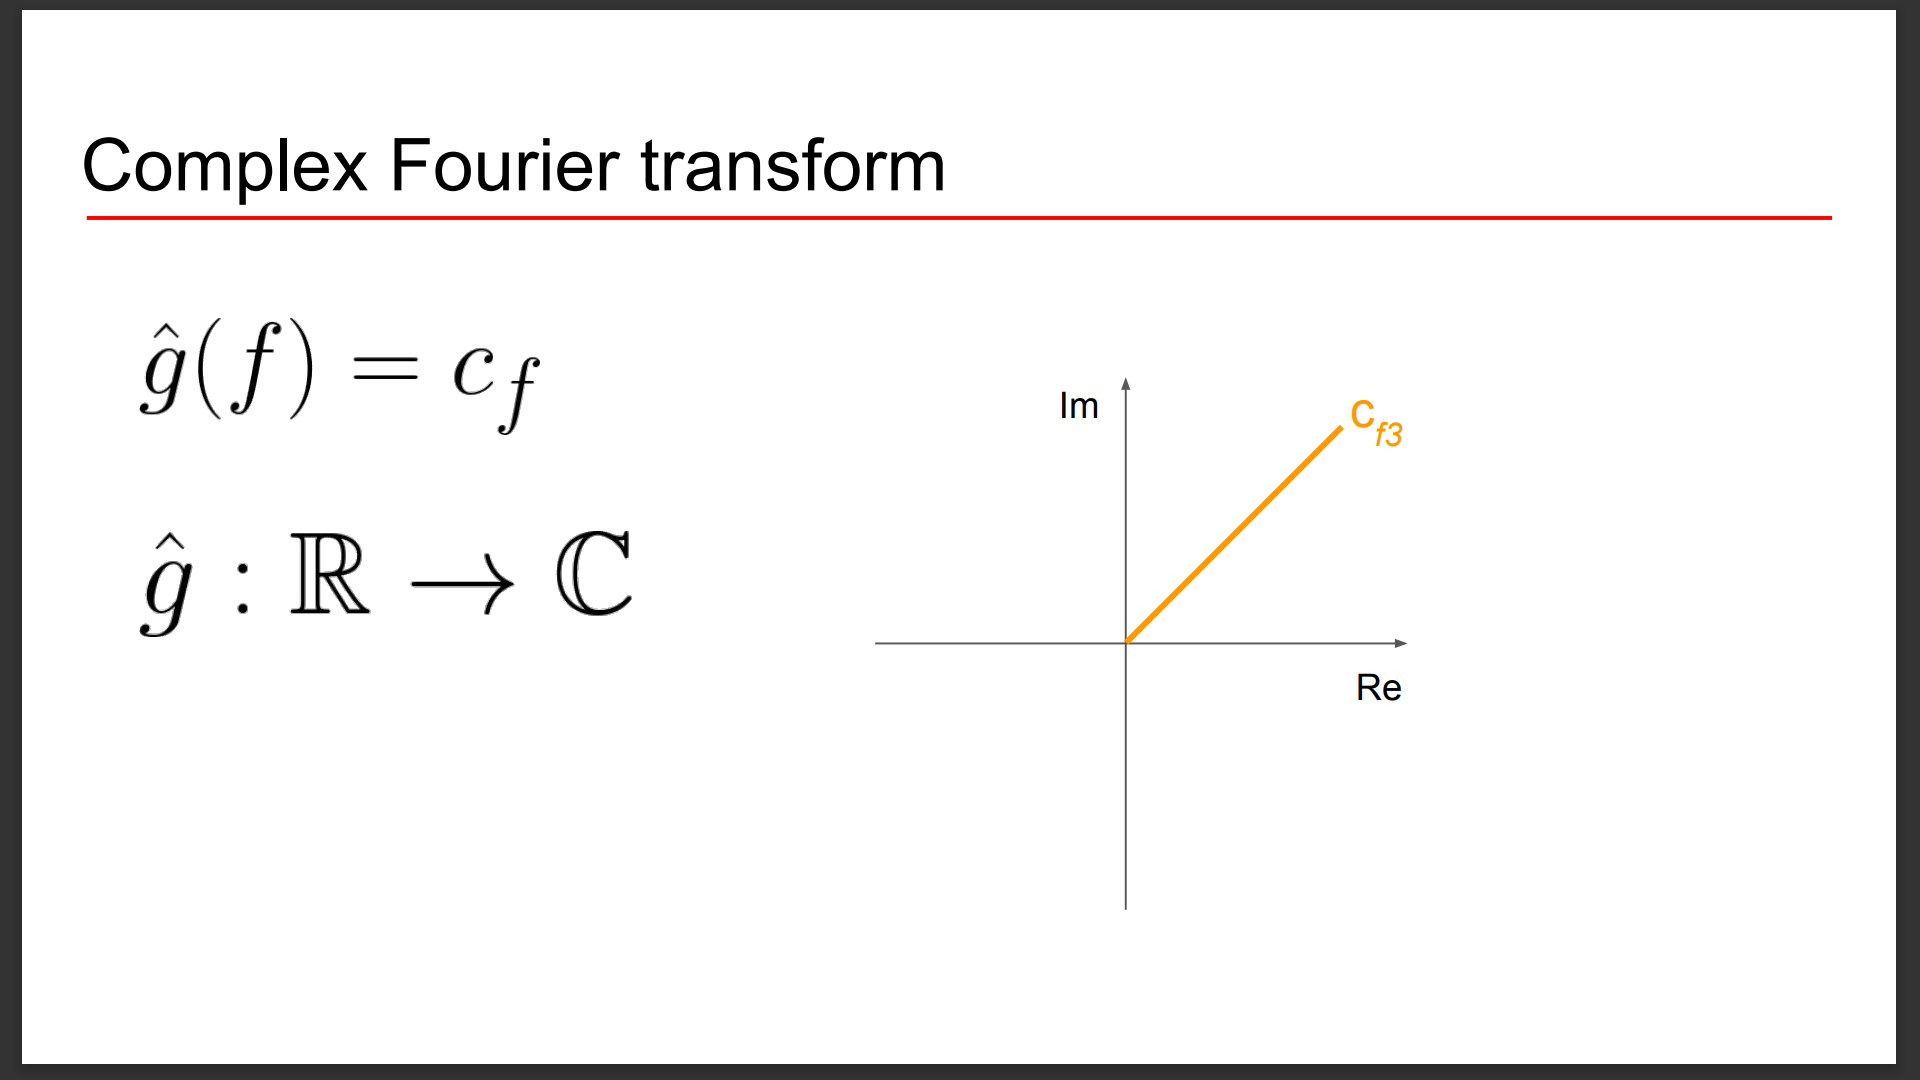 Complex Fourier transform
ĝ(f) = c_f
ĝ : ℝ → ℂ
Im
c_f3
Re